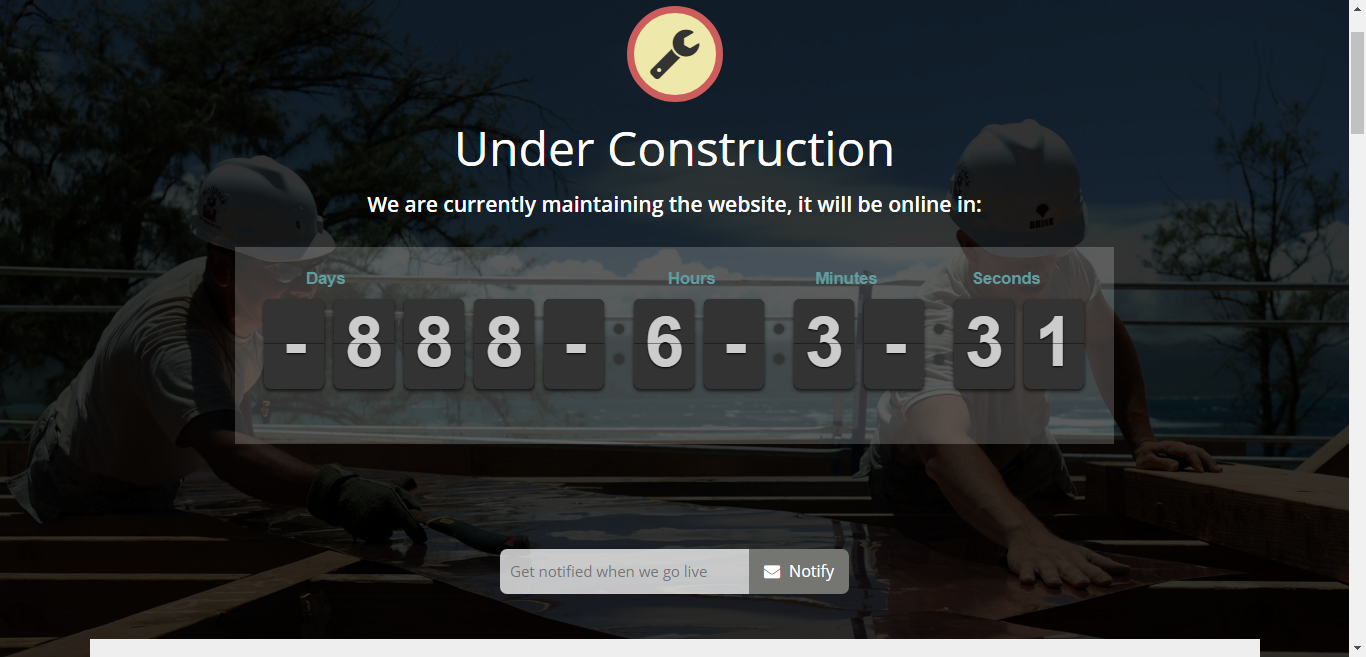 Under Construction
We are currently maintaining the website, it will be online in:
Days Hours Minutes Seconds
- 8 8 8 - : 6 - : 3 - : 3 1
Get notified when we go live Notify